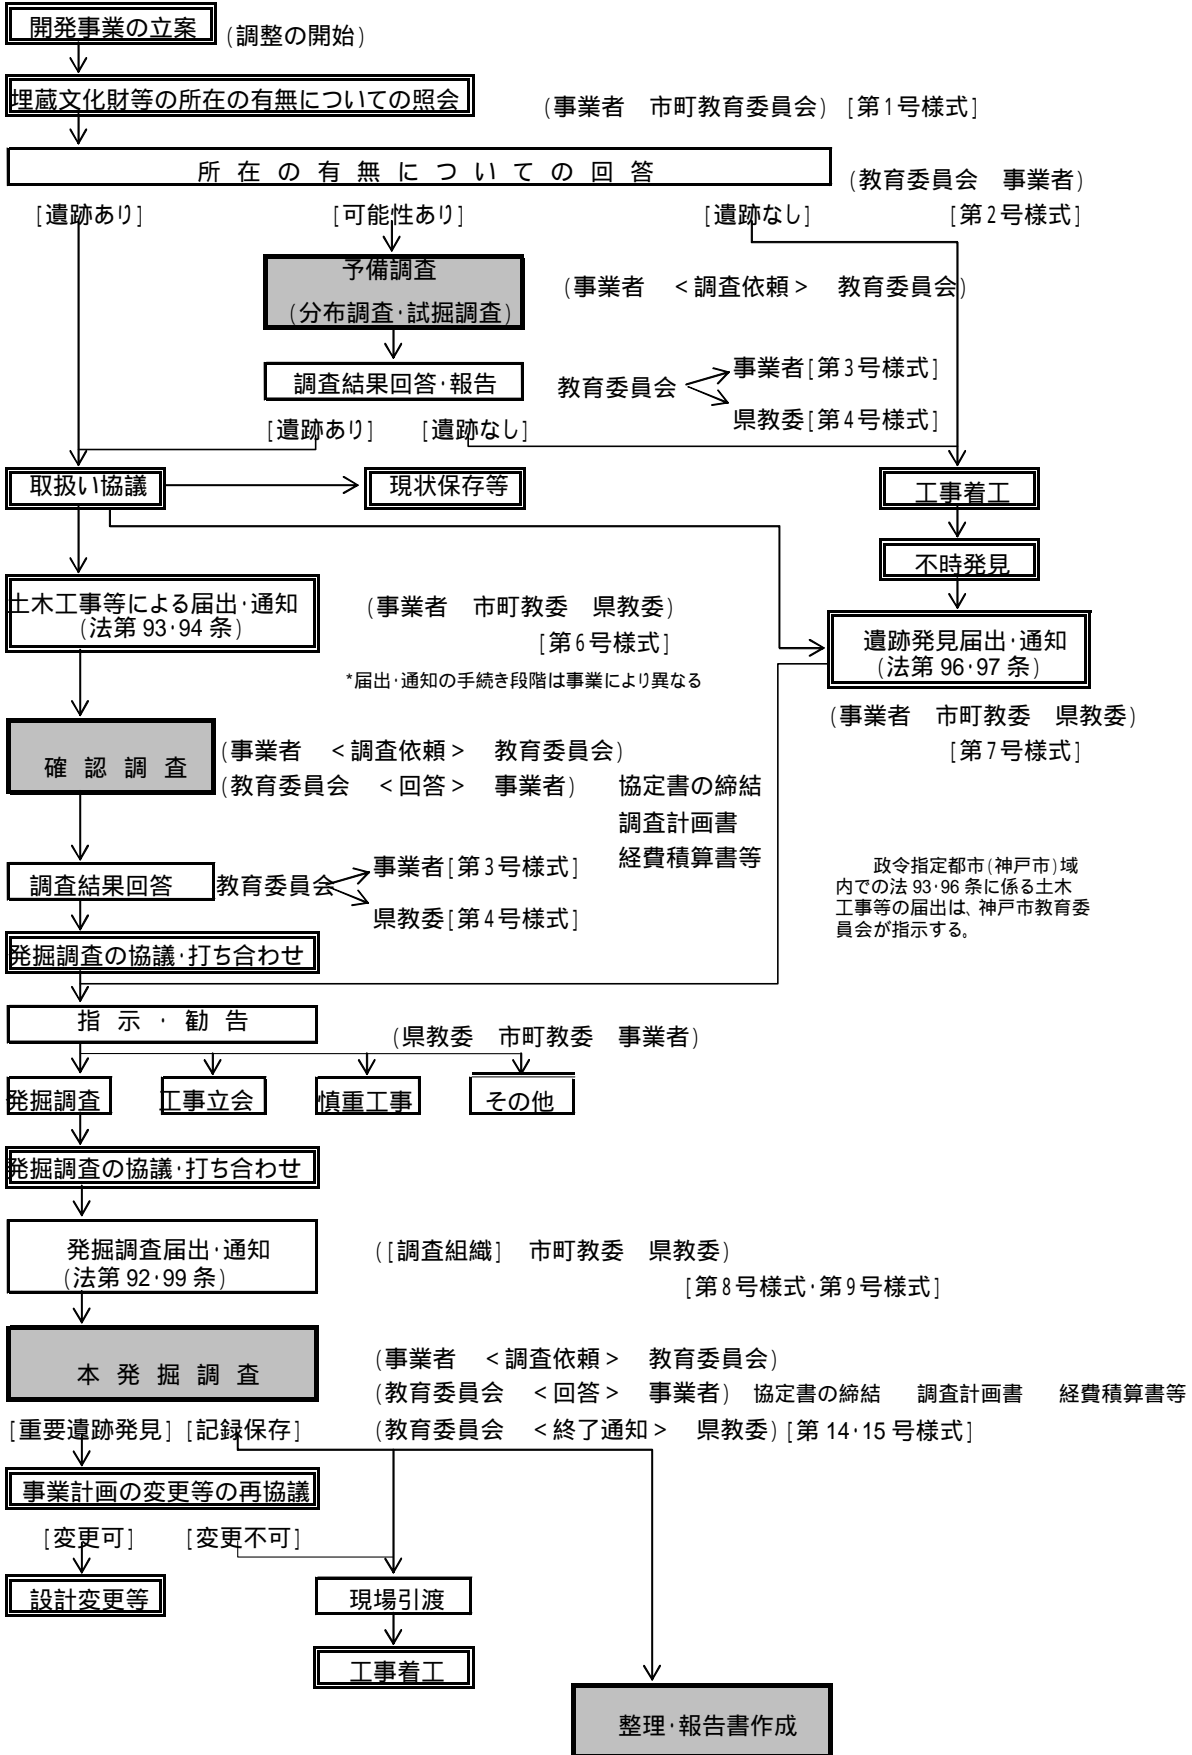 開発事業の立案 (調整の開始)
埋蔵文化財等の所在の有無についての照会 (事業者 市町教育委員会) [第1号様式]
所在の有無についての回答 (教育委員会 事業者)
[遺跡あり] [可能性あり] [遺跡なし] [第2号様式]
予備調査
(分布調査·試掘調査)
(事業者 <調査依頼> 教育委員会)
調査結果回答·報告 教育委員会
事業者[第3号様式]
県教委[第4号様式]
[遺跡あり] [遺跡なし]
取扱い協議 現状保存等 工事着工
不時発見
土木工事等による届出·通知
(法第 93·94 条)
(事業者 市町教委 県教委)
[第6号様式]
*届出·通知の手続き段階は事業により異なる
遺跡発見届出·通知
(法第 96·97 条)
(事業者 市町教委 県教委)
[第7号様式]
確認調査
(事業者 <調査依頼> 教育委員会)
(教育委員会 <回答> 事業者) 協定書の締結
調査計画書
経費積算書等
調査結果回答 教育委員会
事業者[第3号様式]
県教委[第4号様式]
政令指定都市(神戸市)域
内での法 93·96 条に係る土木
工事等の届出は、神戸市教育委
員会が指示する。
発掘調査の協議·打ち合わせ
指示·勧告 (県教委 市町教委 事業者)
発掘調査 工事立会 慎重工事 その他
発掘調査の協議·打ち合わせ
発掘調査届出·通知
(法第 92·99 条)
([調査組織] 市町教委 県教委)
[第8号様式·第9号様式]
本発掘調査
(事業者 <調査依頼> 教育委員会)
(教育委員会 <回答> 事業者) 協定書の締結 調査計画書 経費積算書等
[重要遺跡発見] [記録保存] (教育委員会 <終了通知> 県教委) [第 14·15 号様式]
事業計画の変更等の再協議
[変更可] [変更不可]
設計変更等 現場引渡
工事着工
整理·報告書作成